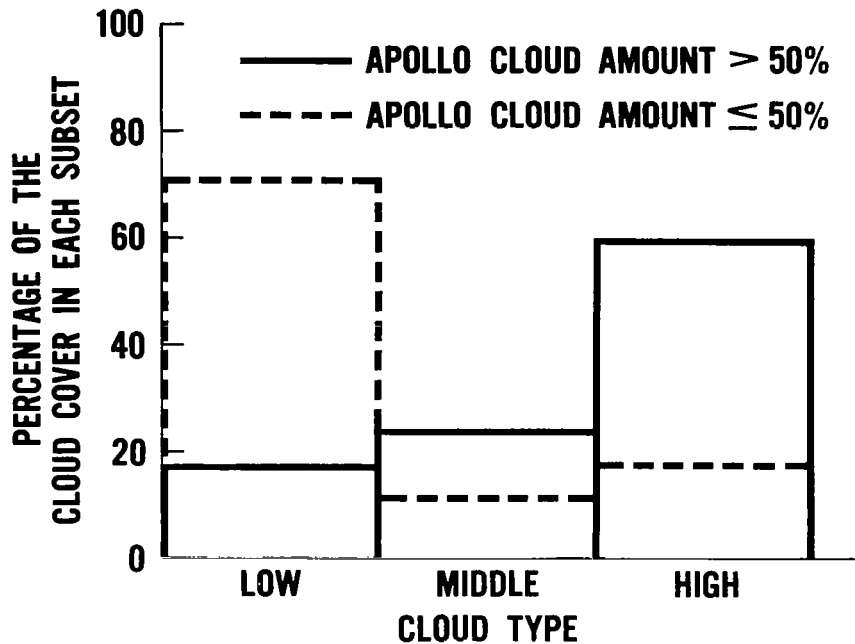 100
80
60
40
20
0
PERCENTAGE OF THE
CLOUD COVER IN EACH SUBSET
APOLLO CLOUD AMOUNT > 50%
APOLLO CLOUD AMOUNT ≤ 50%
LOW
MIDDLE
HIGH
CLOUD TYPE